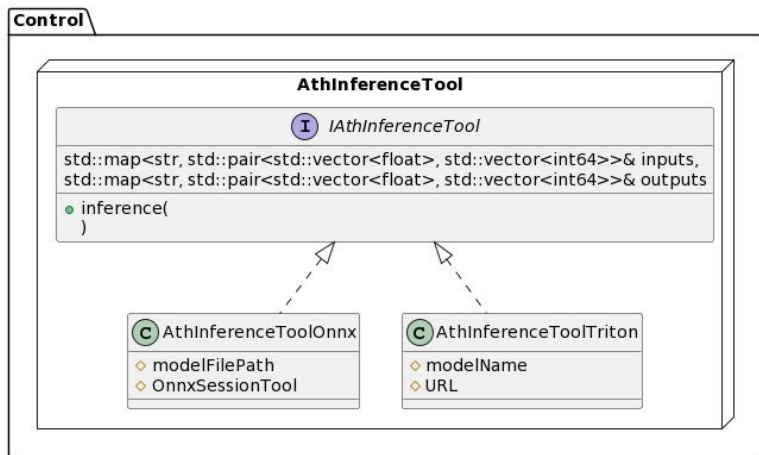 Control
AthInferenceTool
I IAthInferenceTool
std::map<str, std::pair<std::vector<float>, std::vector<int64>>& inputs,
std::map<str, std::pair<std::vector<float>, std::vector<int64>>& outputs
inference(
)
C AthInferenceToolOnnx
modelFilePath
OnnxSessionTool
C AthInferenceToolTriton
modelName
URL